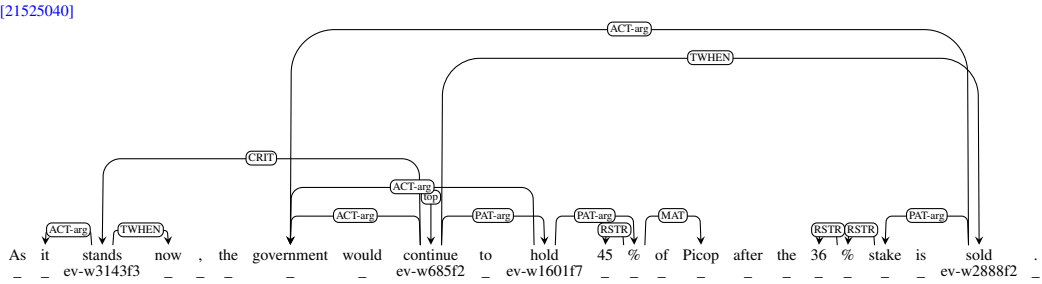 [21525040]
ACT-arg
TWHEN
CRIT
ACT-arg
top
ACT-arg PAT-arg PAT-arg MAT PAT-arg
ACT-arg TWHEN RSTR RSTR RSTR
As it stands now , the government would continue to hold 45 % of Picop after the 36 % stake is sold .
_ _ ev-w3143f3 _ _ _ _ _ ev-w685f2 _ ev-w1601f7 _ _ _ _ _ _ _ _ _ _ ev-w2888f2 _